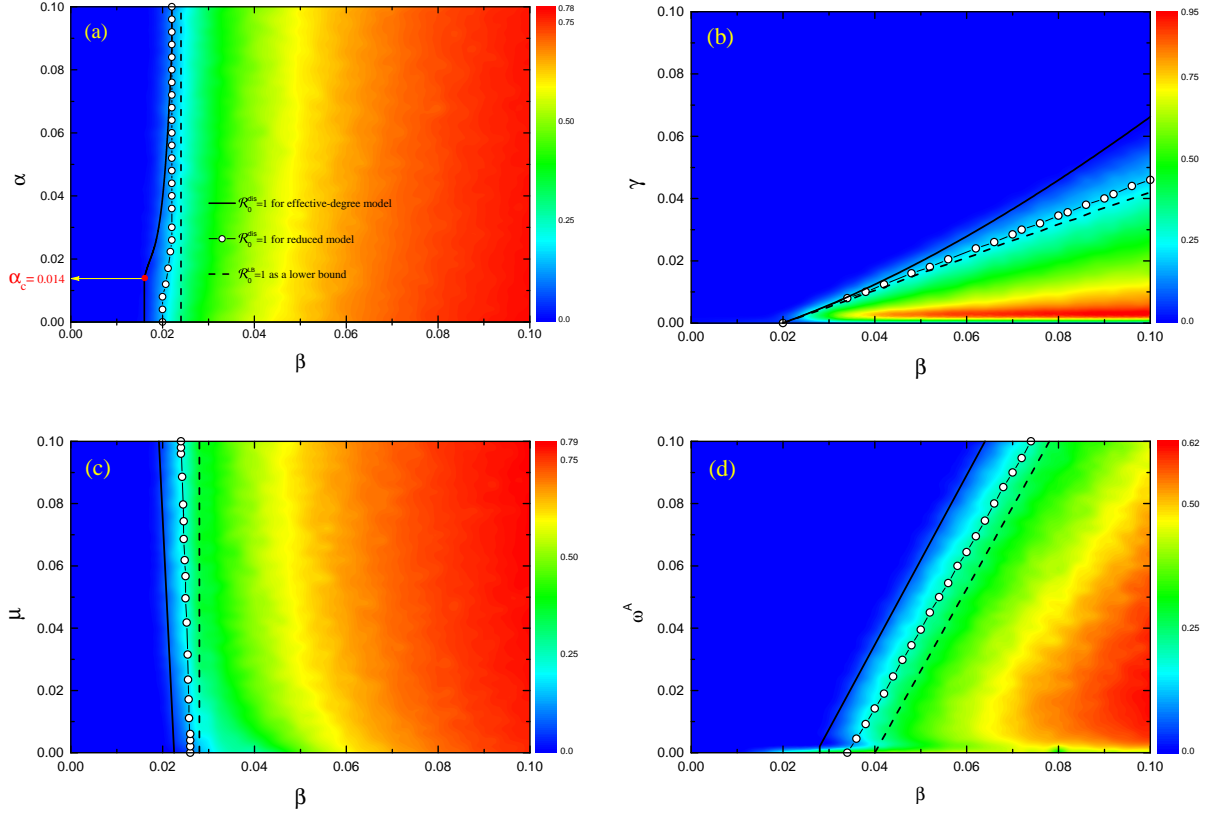 (a)
0.10
0.08
0.06
0.04
0.02
0.00
α
α_c = 0.014
ℛ₀^dis=1 for effective-degree model
ℛ₀^dis=1 for reduced model
ℛ₀^LB=1 as a lower bound
0.00 0.02 0.04 0.06 0.08 0.10
β
0.78
0.75
0.50
0.25
0.0
(b)
0.10
0.08
0.06
0.04
0.02
0.00
γ
0.00 0.02 0.04 0.06 0.08 0.10
β
0.95
0.75
0.50
0.25
0.0
(c)
0.10
0.08
0.06
0.04
0.02
0.00
μ
0.00 0.02 0.04 0.06 0.08 0.10
β
0.79
0.75
0.50
0.25
0.0
(d)
0.10
0.08
0.06
0.04
0.02
0.00
ω^A
0.00 0.02 0.04 0.06 0.08 0.10
β
0.62
0.50
0.25
0.0